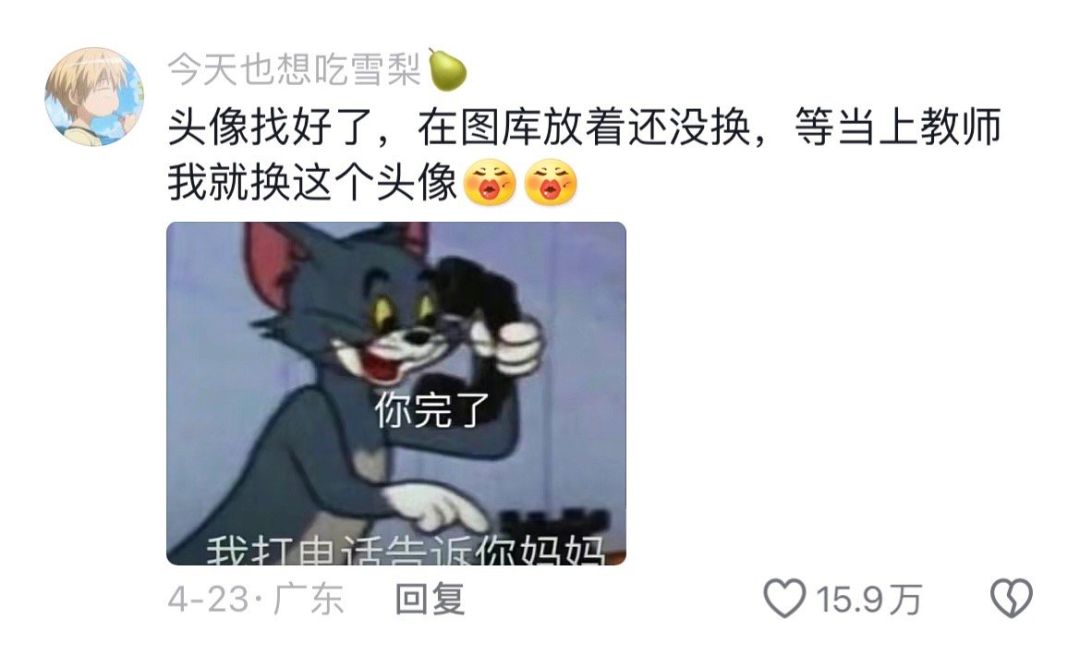 今天也想吃雪梨🍐
头像找好了，在图库放着还没换，等当上教师
我就换这个头像
你完了
我打电话告诉你妈妈
4-23·广东 回复 15.9万